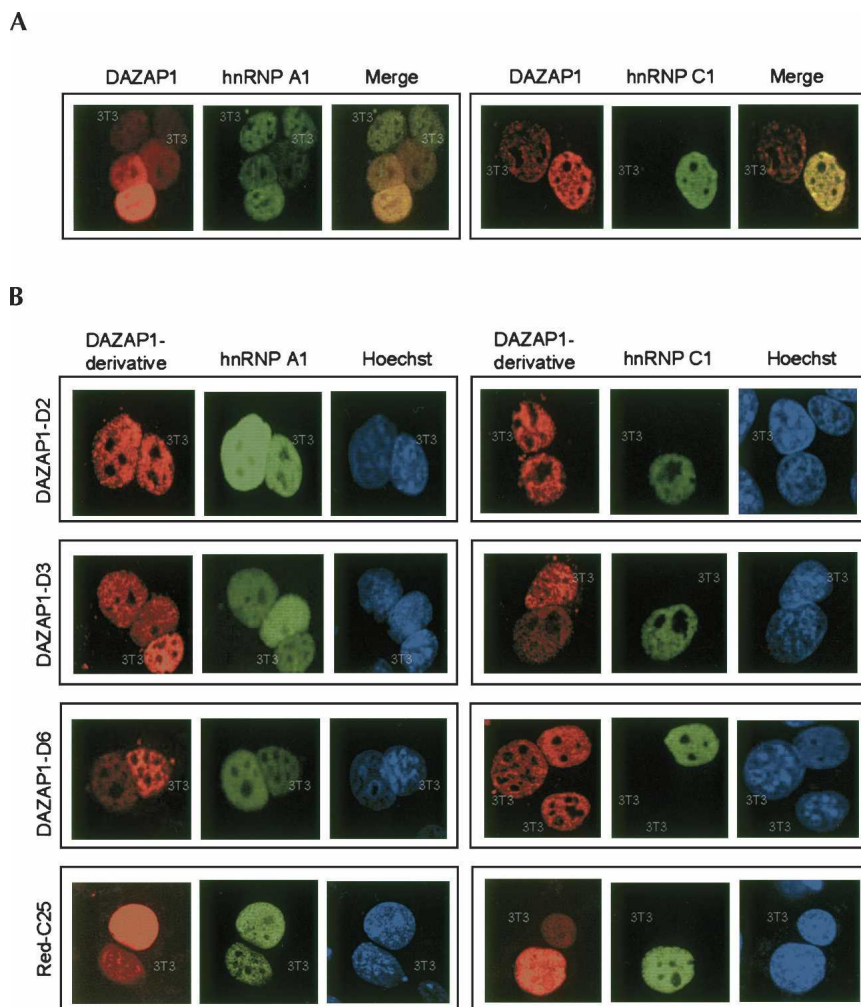 A
DAZAP1 hnRNP A1 Merge DAZAP1 hnRNP C1 Merge
3T3 3T3 3T3 3T3 3T3 3T3 3T3 3T3 3T3
B
DAZAP1-derivative hnRNP A1 Hoechst DAZAP1-derivative hnRNP C1 Hoechst
DAZAP1-D2
3T3 3T3 3T3 3T3 3T3 3T3
DAZAP1-D3
3T3 3T3 3T3 3T3 3T3 3T3
DAZAP1-D6
3T3 3T3 3T3 3T3 3T3 3T3
3T3 3T3 3T3
Red-C25
3T3 3T3 3T3 3T3 3T3 3T3